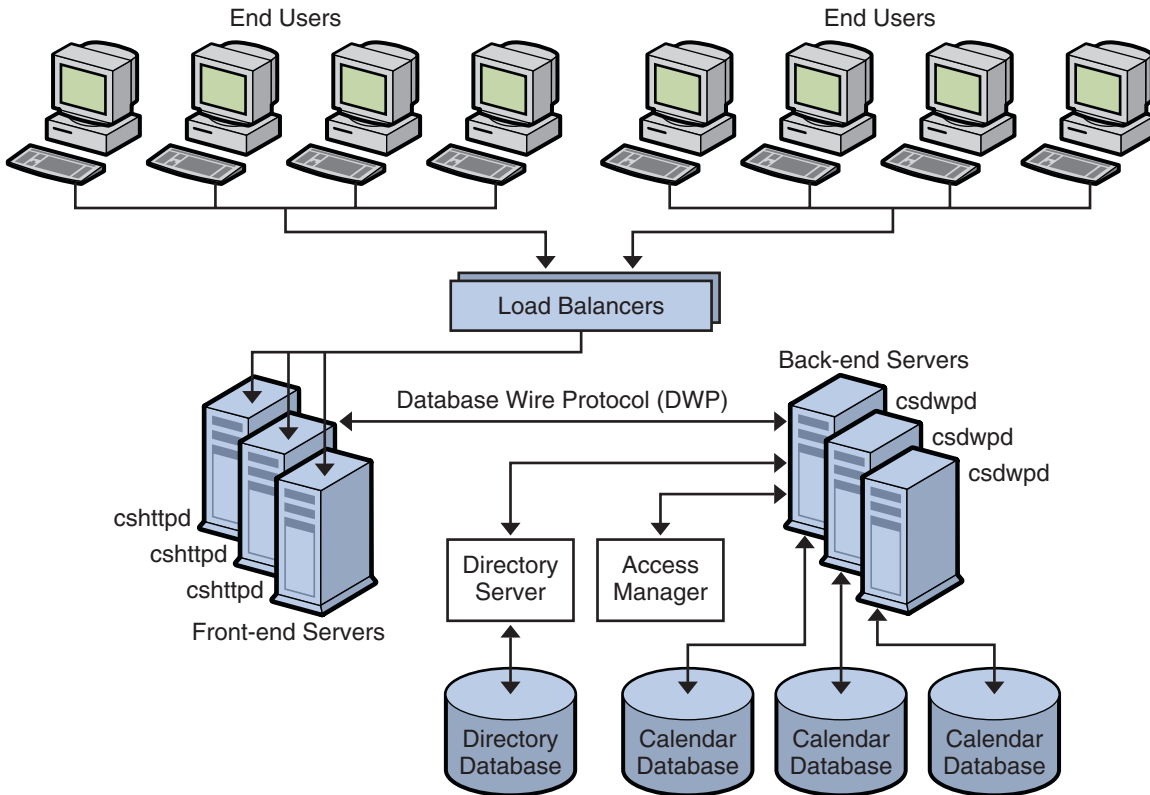 End Users
End Users
Load Balancers
Back-end Servers
Database Wire Protocol (DWP)
csdwpd
csdwpd
csdwpd
cshttpd
cshttpd
cshttpd
Front-end Servers
Directory
Server
Access
Manager
Directory
Database
Calendar
Database
Calendar
Database
Calendar
Database